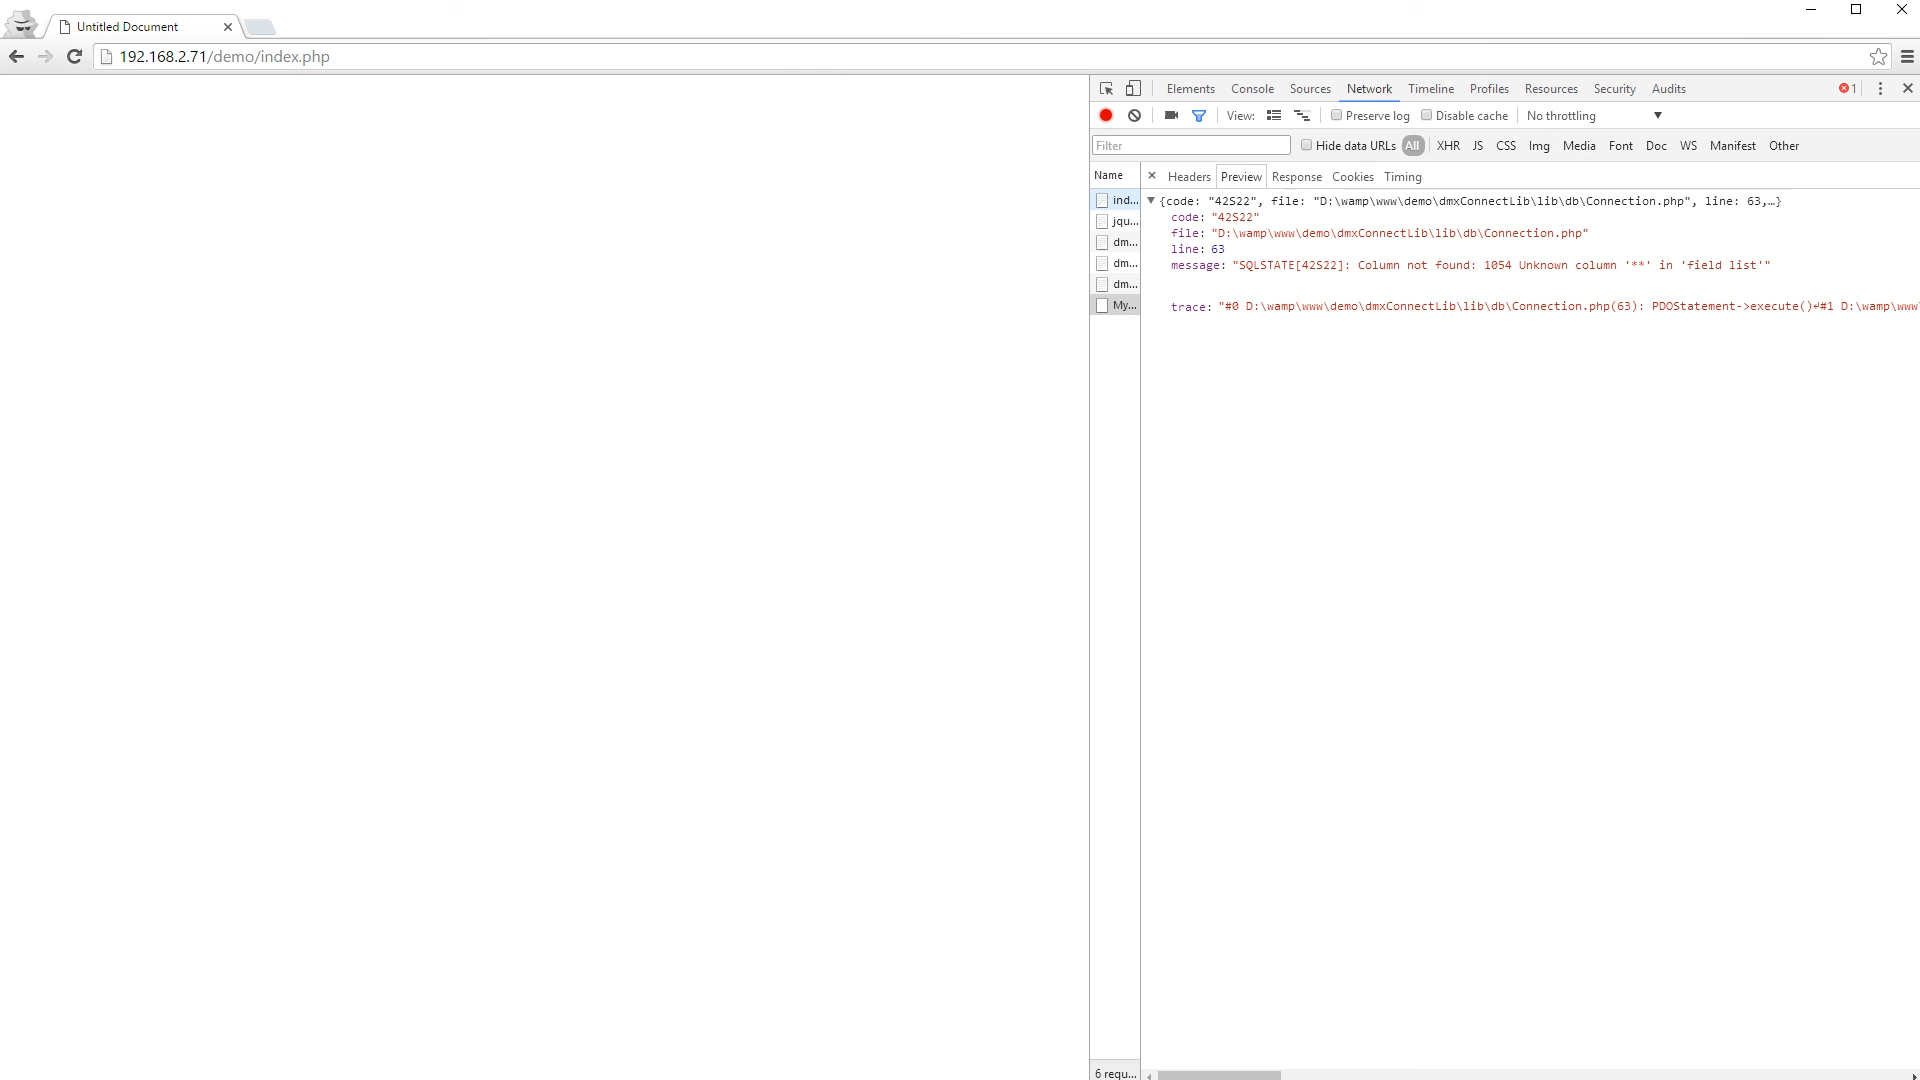 Untitled Document
192.168.2.71/demo/index.php
Elements Console Sources Network Timeline Profiles Resources Security Audits 1
View: Preserve log Disable cache No throttling
Filter Hide data URLs All XHR JS CSS Img Media Font Doc WS Manifest Other
Name
Headers Preview Response Cookies Timing
ind...
jqu...
dm...
dm...
dm...
My...
{code: "42S22", file: "D:\wamp\www\demo\dmxConnectLib\lib\db\Connection.php", line: 63,…}
code: "42S22"
file: "D:\wamp\www\demo\dmxConnectLib\lib\db\Connection.php"
line: 63
message: "SQLSTATE[42S22]: Column not found: 1054 Unknown column '**' in 'field list'"
trace: "#0 D:\wamp\www\demo\dmxConnectLib\lib\db\Connection.php(63): PDOStatement->execute()↵#1 D:\wamp\www
6 requ...